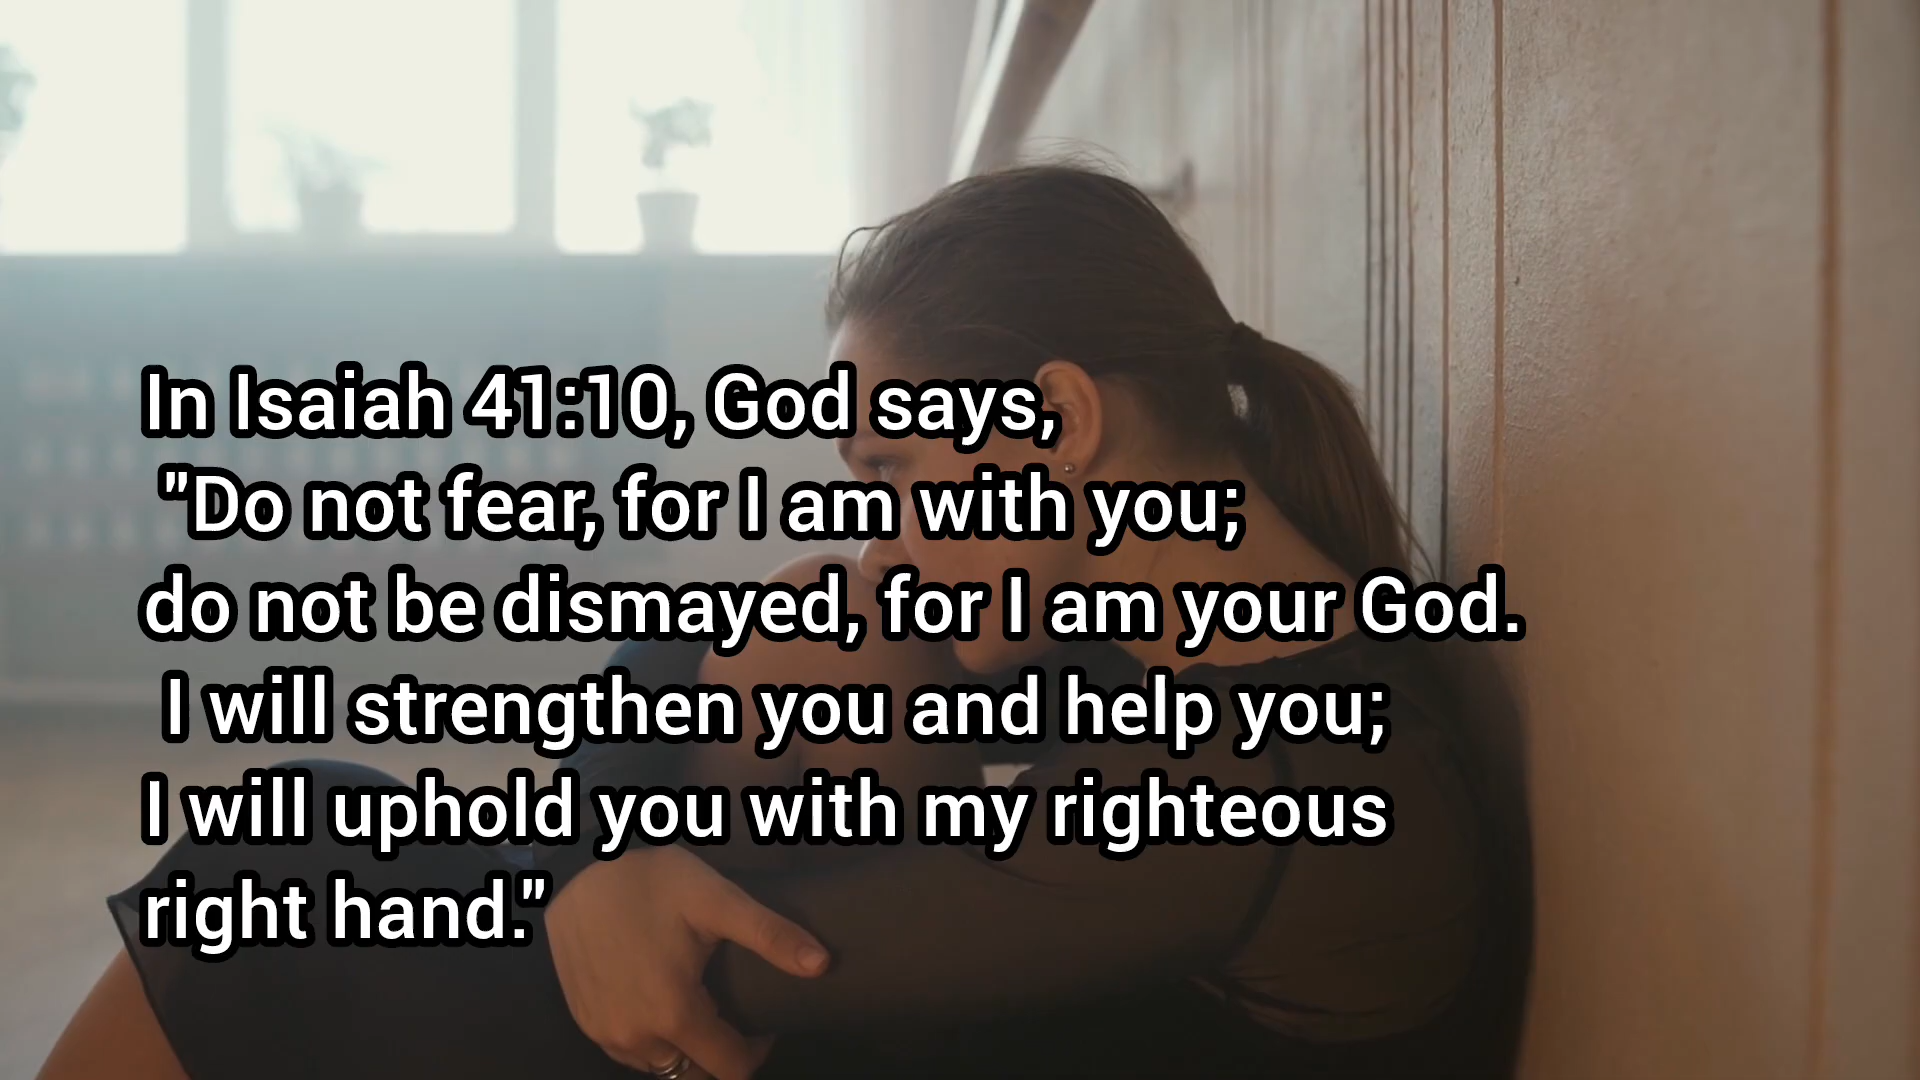 In Isaiah 41:10, God says,
"Do not fear, for I am with you;
do not be dismayed, for I am your God.
I will strengthen you and help you;
I will uphold you with my righteous
right hand."